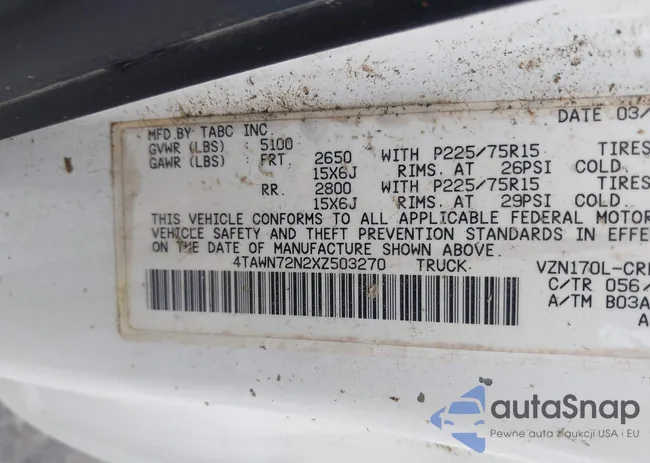 DATE 03/
MFD.BY TABC INC.
GVWR (LBS) 5100
GAWR (LBS) FRT. 2650 WITH P225/75R15 TIRES
15X6J RIMS. AT 26PSI COLD.
RR. 2800 WITH P225/75R15 TIRES
15X6J RIMS. AT 29PSI COLD.
THIS VEHICLE CONFORMS TO ALL APPLICABLE FEDERAL MOTOR
VEHICLE SAFETY AND THEFT PREVENTION STANDARDS IN EFFE
ON THE DATE OF MANUFACTURE SHOWN ABOVE.
4TAWN72N2XZ503270 TRUCK VZN170L-CR
C/TR 056/
A/TM B03A
A
autoSnap
Pewne auta z aukcji USA i EU